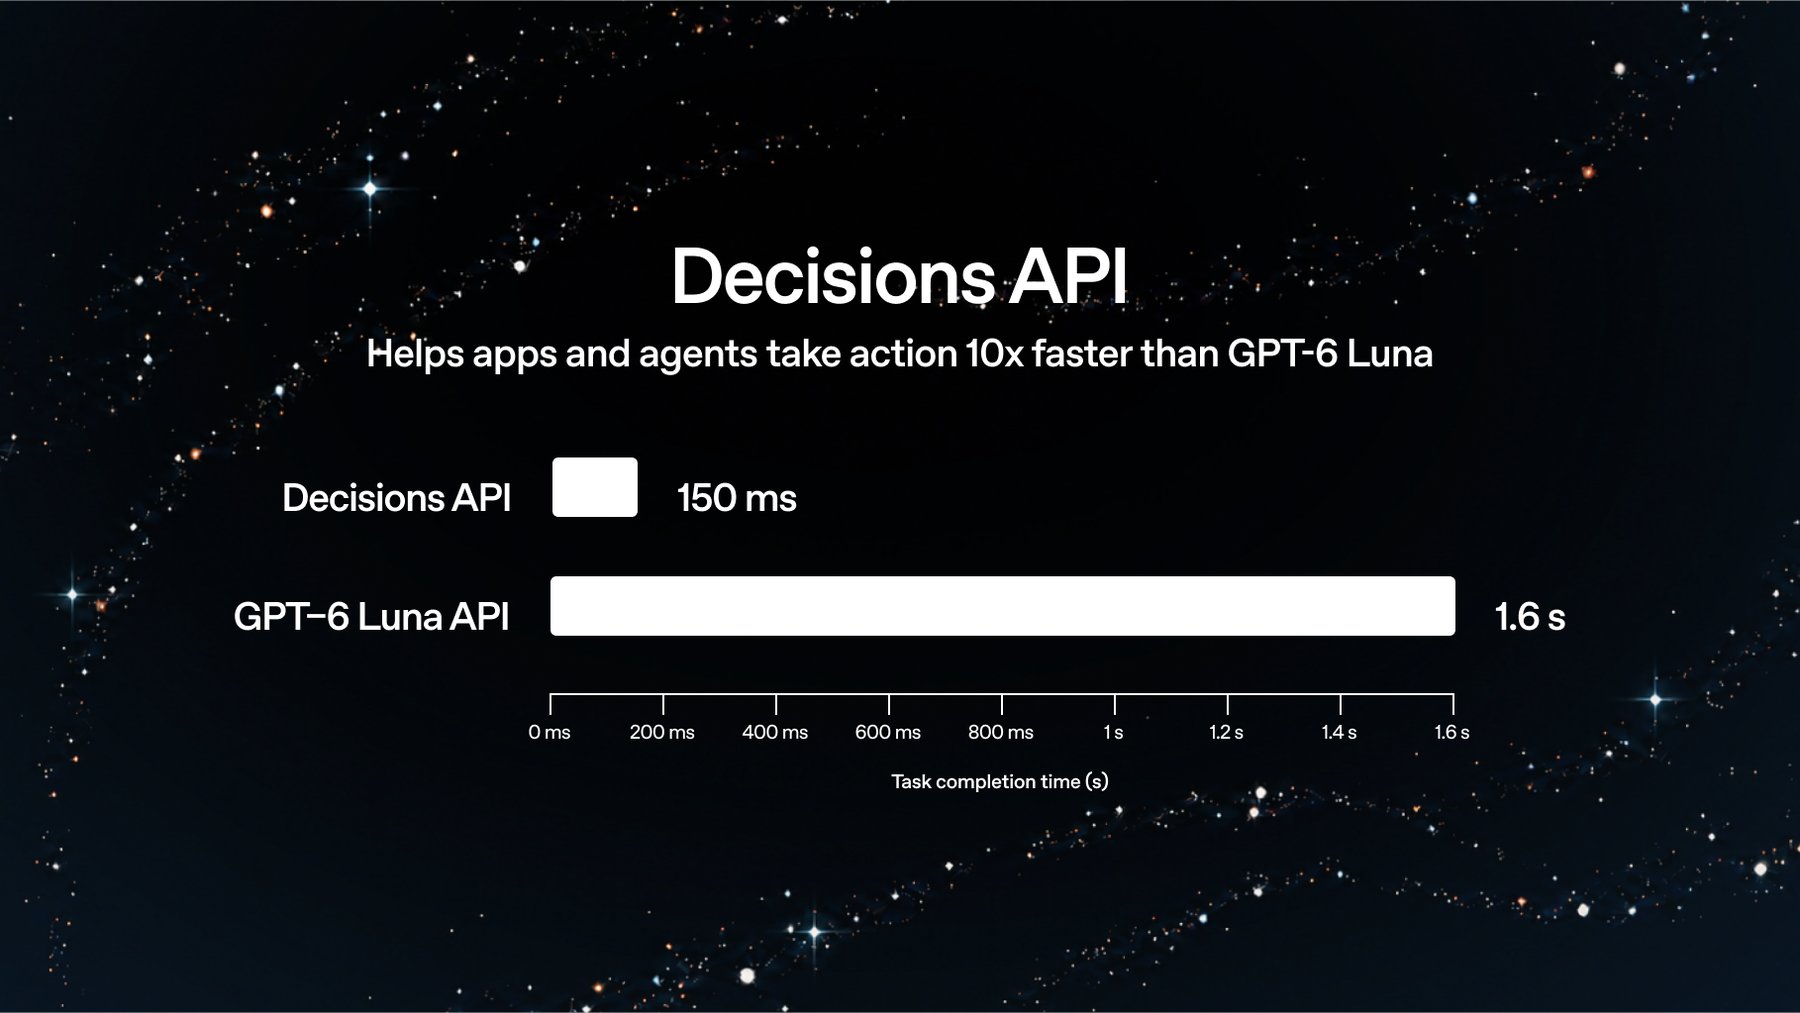 Decisions API
Helps apps and agents take action 10x faster than GPT-6 Luna
Decisions API 150 ms
GPT–6 Luna API 1.6 s
0 ms 200 ms 400 ms 600 ms 800 ms 1 s 1.2 s 1.4 s 1.6 s
Task completion time (s)